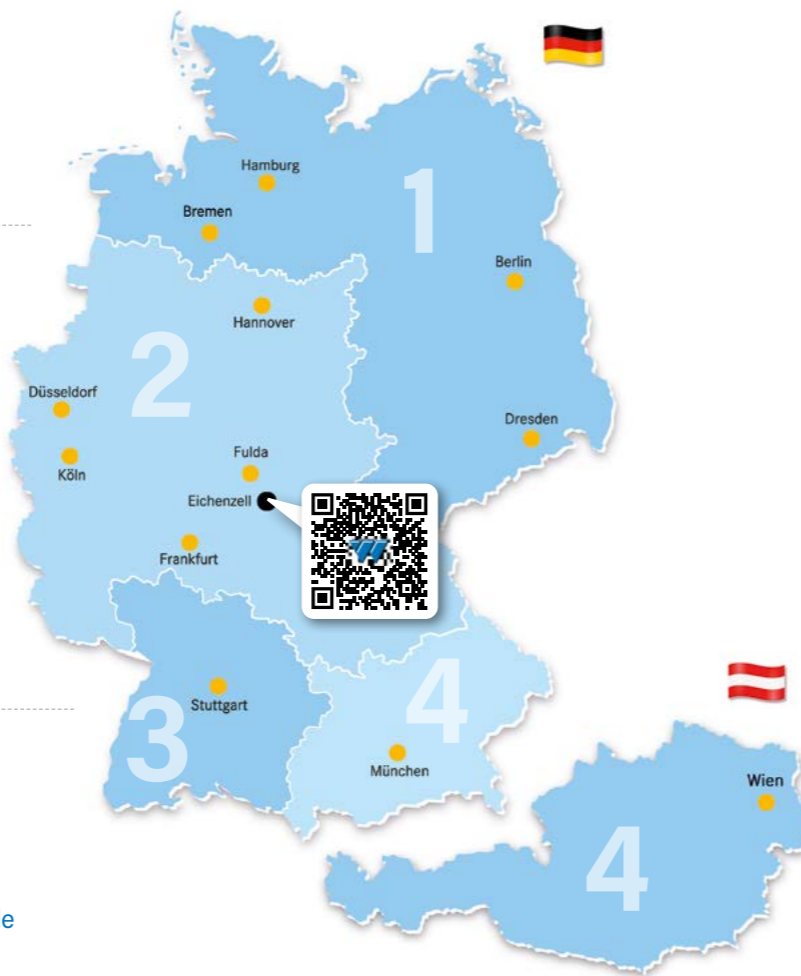 Hamburg
1
Bremen
Berlin
Hannover
2
Düsseldorf
Dresden
Köln
Fulda
Eichenzell
Frankfurt
Stuttgart
3
4
München
Wien
4
e